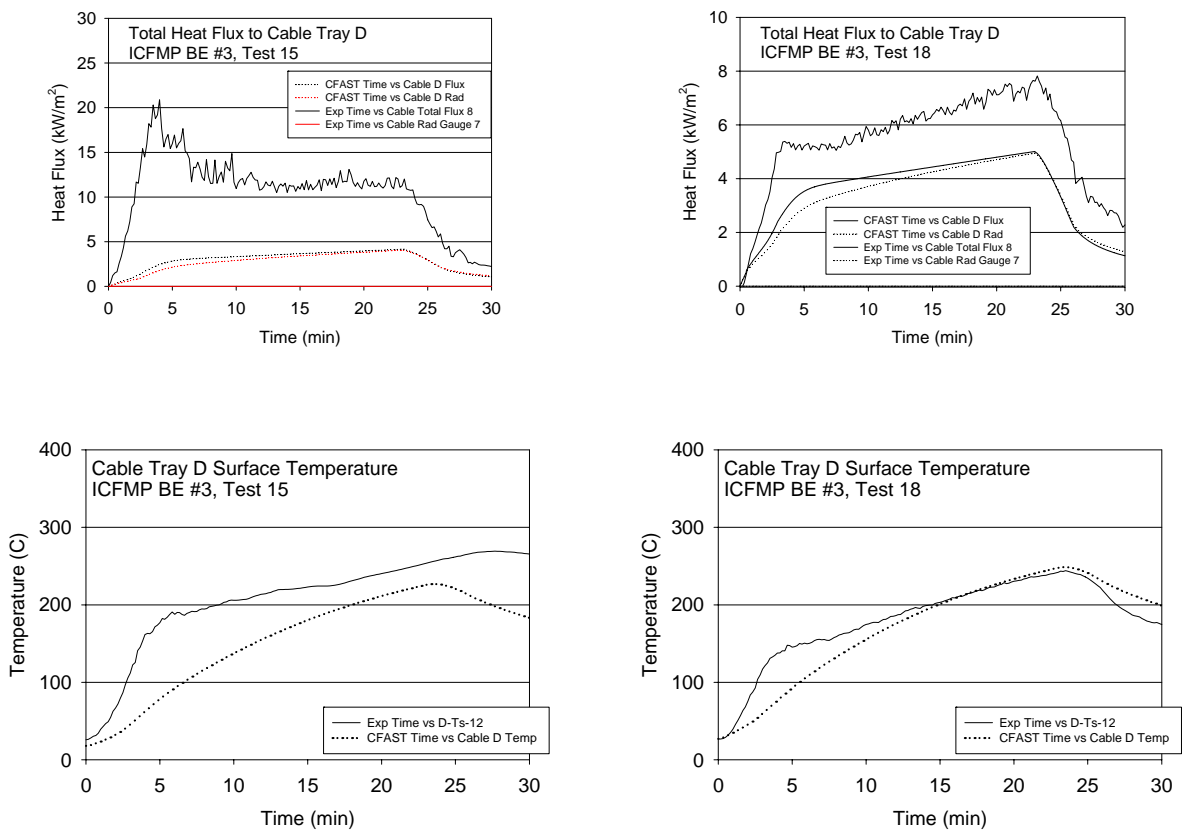 Total Heat Flux to Cable Tray D
ICFMP BE #3, Test 15
CFAST Time vs Cable D Flux
CFAST Time vs Cable D Rad
Exp Time vs Cable Total Flux 8
Exp Time vs Cable Rad Gauge 7
Heat Flux (kW/m²)
30
25
20
15
10
5
0
0 5 10 15 20 25 30
Time (min)
Total Heat Flux to Cable Tray D
ICFMP BE #3, Test 18
CFAST Time vs Cable D Flux
CFAST Time vs Cable D Rad
Exp Time vs Cable Total Flux 8
Exp Time vs Cable Rad Gauge 7
Heat Flux (kW/m²)
10
8
6
4
2
0
0 5 10 15 20 25 30
Time (min)
Cable Tray D Surface Temperature
ICFMP BE #3, Test 15
Exp Time vs D-Ts-12
CFAST Time vs Cable D Temp
Temperature (C)
400
300
200
100
0
0 5 10 15 20 25 30
Time (min)
Cable Tray D Surface Temperature
ICFMP BE #3, Test 18
Exp Time vs D-Ts-12
CFAST Time vs Cable D Temp
Temperature (C)
400
300
200
100
0
0 5 10 15 20 25 30
Time (min)